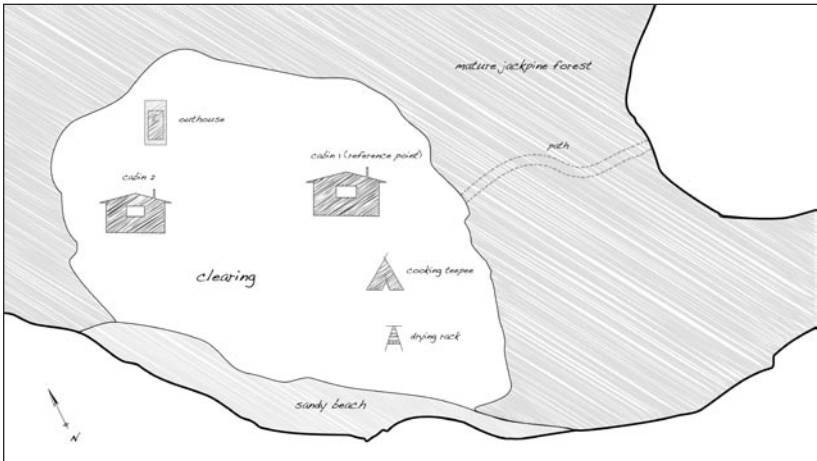 mature jackpine forest
outhouse
path
cabin 1 (reference point)
cabin 2
cooking teepee
clearing
drying rack
sandy beach
N